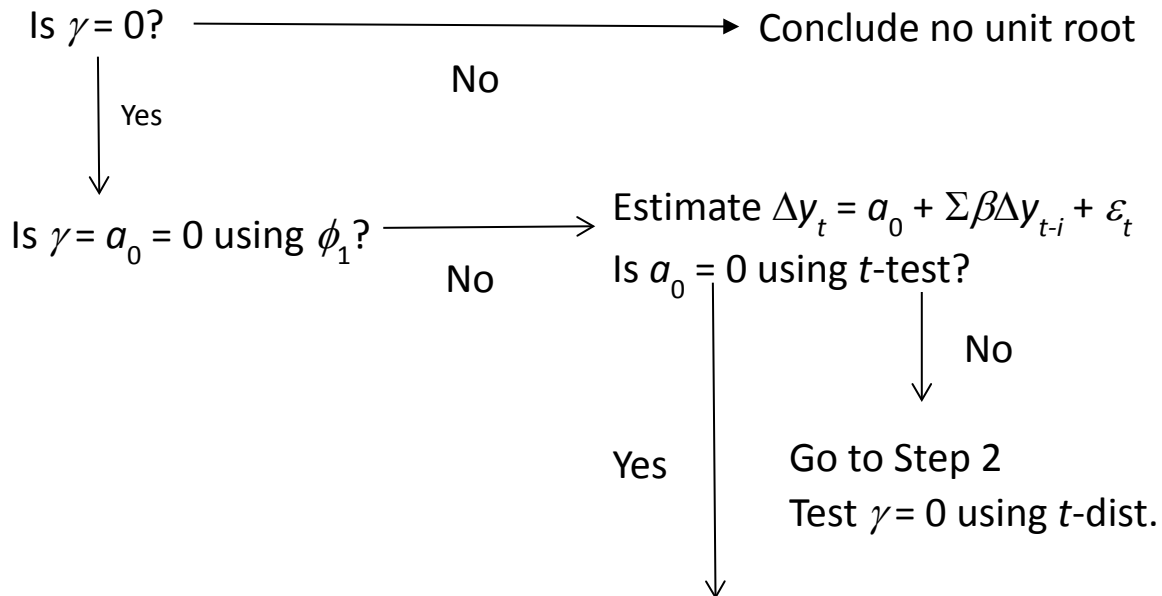 Is γ = 0?
Conclude no unit root
No
Yes
Is γ = a₀ = 0 using ϕ₁?
No
Estimate Δyₜ = a₀ + ΣβΔyₜ₋ᵢ + εₜ
Is a₀ = 0 using t-test?
No
Yes
Go to Step 2
Test γ = 0 using t-dist.